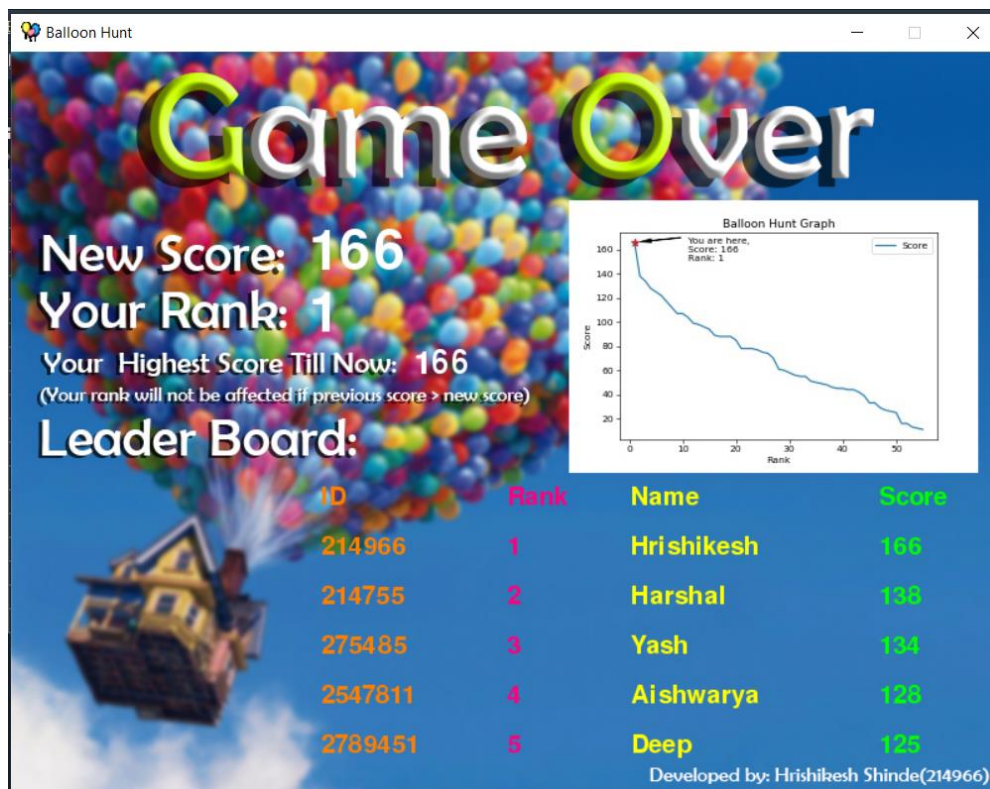 Balloon Hunt
Game Over
New Score: 166
Your Rank: 1
Your Highest Score Till Now: 166
(Your rank will not be affected if previous score > new score)
Leader Board:
Balloon Hunt Graph
You are here,
Score: 166
Rank: 1
Score
Score
160
140
120
100
80
60
40
20
0 10 20 30 40 50
Rank
ID Rank Name Score
214966 1 Hrishikesh 166
214755 2 Harshal 138
275485 3 Yash 134
2547811 4 Aishwarya 128
2789451 5 Deep 125
Developed by: Hrishikesh Shinde(214966)